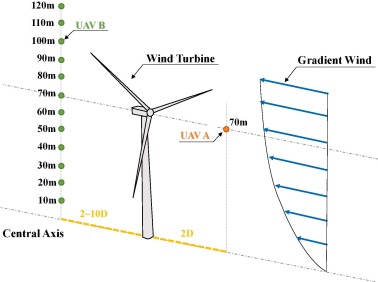 120m
110m
100m
UAV B
90m
80m
70m
60m
50m
40m
30m
20m
10m
Wind Turbine
Gradient Wind
70m
UAV A
2~10D
2D
Central Axis